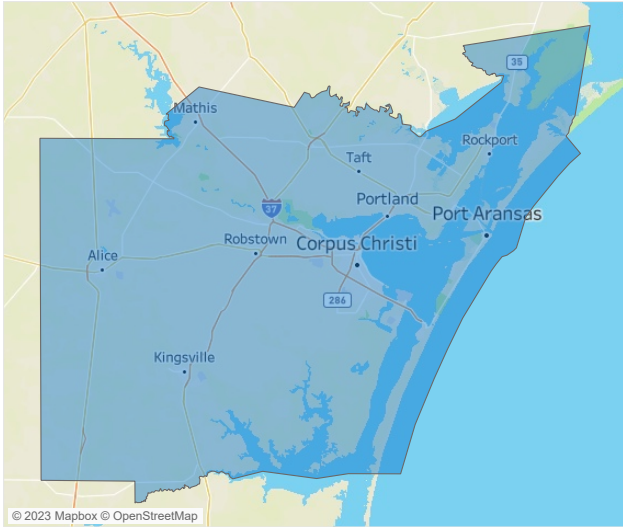 35
Mathis
Rockport
Taft
37
Portland
Port Aransas
Robstown
Corpus Christi
Alice
286
Kingsville
© 2023 Mapbox © OpenStreetMap